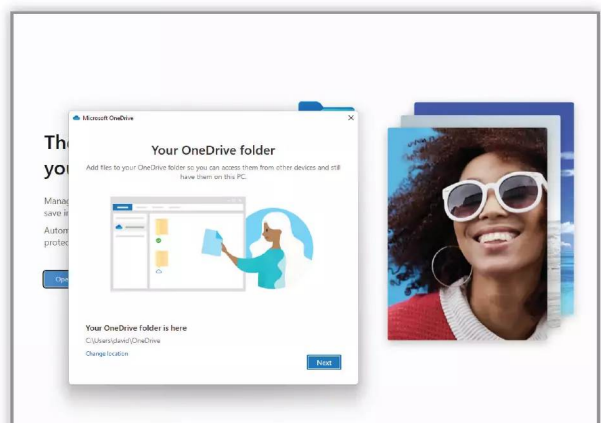 Microsoft OneDrive
Your OneDrive folder
Add files to your OneDrive folder so you can access them from other devices and still
have them on this PC.
Your OneDrive folder is here
C:\Users\david\OneDrive
Change location
Next